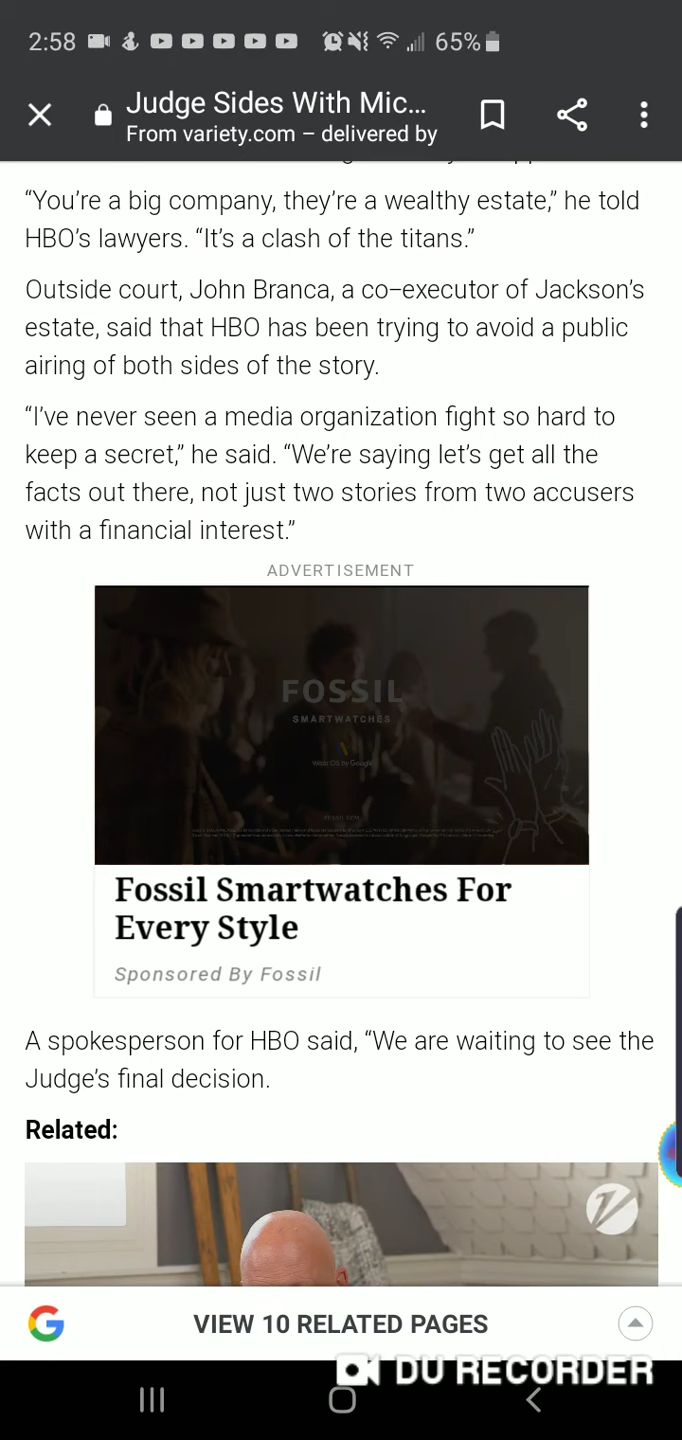 2:58
65%
Judge Sides With Mic...
From variety.com – delivered by
“You’re a big company, they’re a wealthy estate,” he told
HBO’s lawyers. “It’s a clash of the titans.”
Outside court, John Branca, a co–executor of Jackson’s
estate, said that HBO has been trying to avoid a public
airing of both sides of the story.
“I’ve never seen a media organization fight so hard to
keep a secret,” he said. “We’re saying let’s get all the
facts out there, not just two stories from two accusers
with a financial interest.”
ADVERTISEMENT
FOSSIL
SMARTWATCHES
Wear OS by Google
Fossil Smartwatches For
Every Style
Sponsored By Fossil
A spokesperson for HBO said, “We are waiting to see the
Judge’s final decision.
Related:
VIEW 10 RELATED PAGES
DU RECORDER